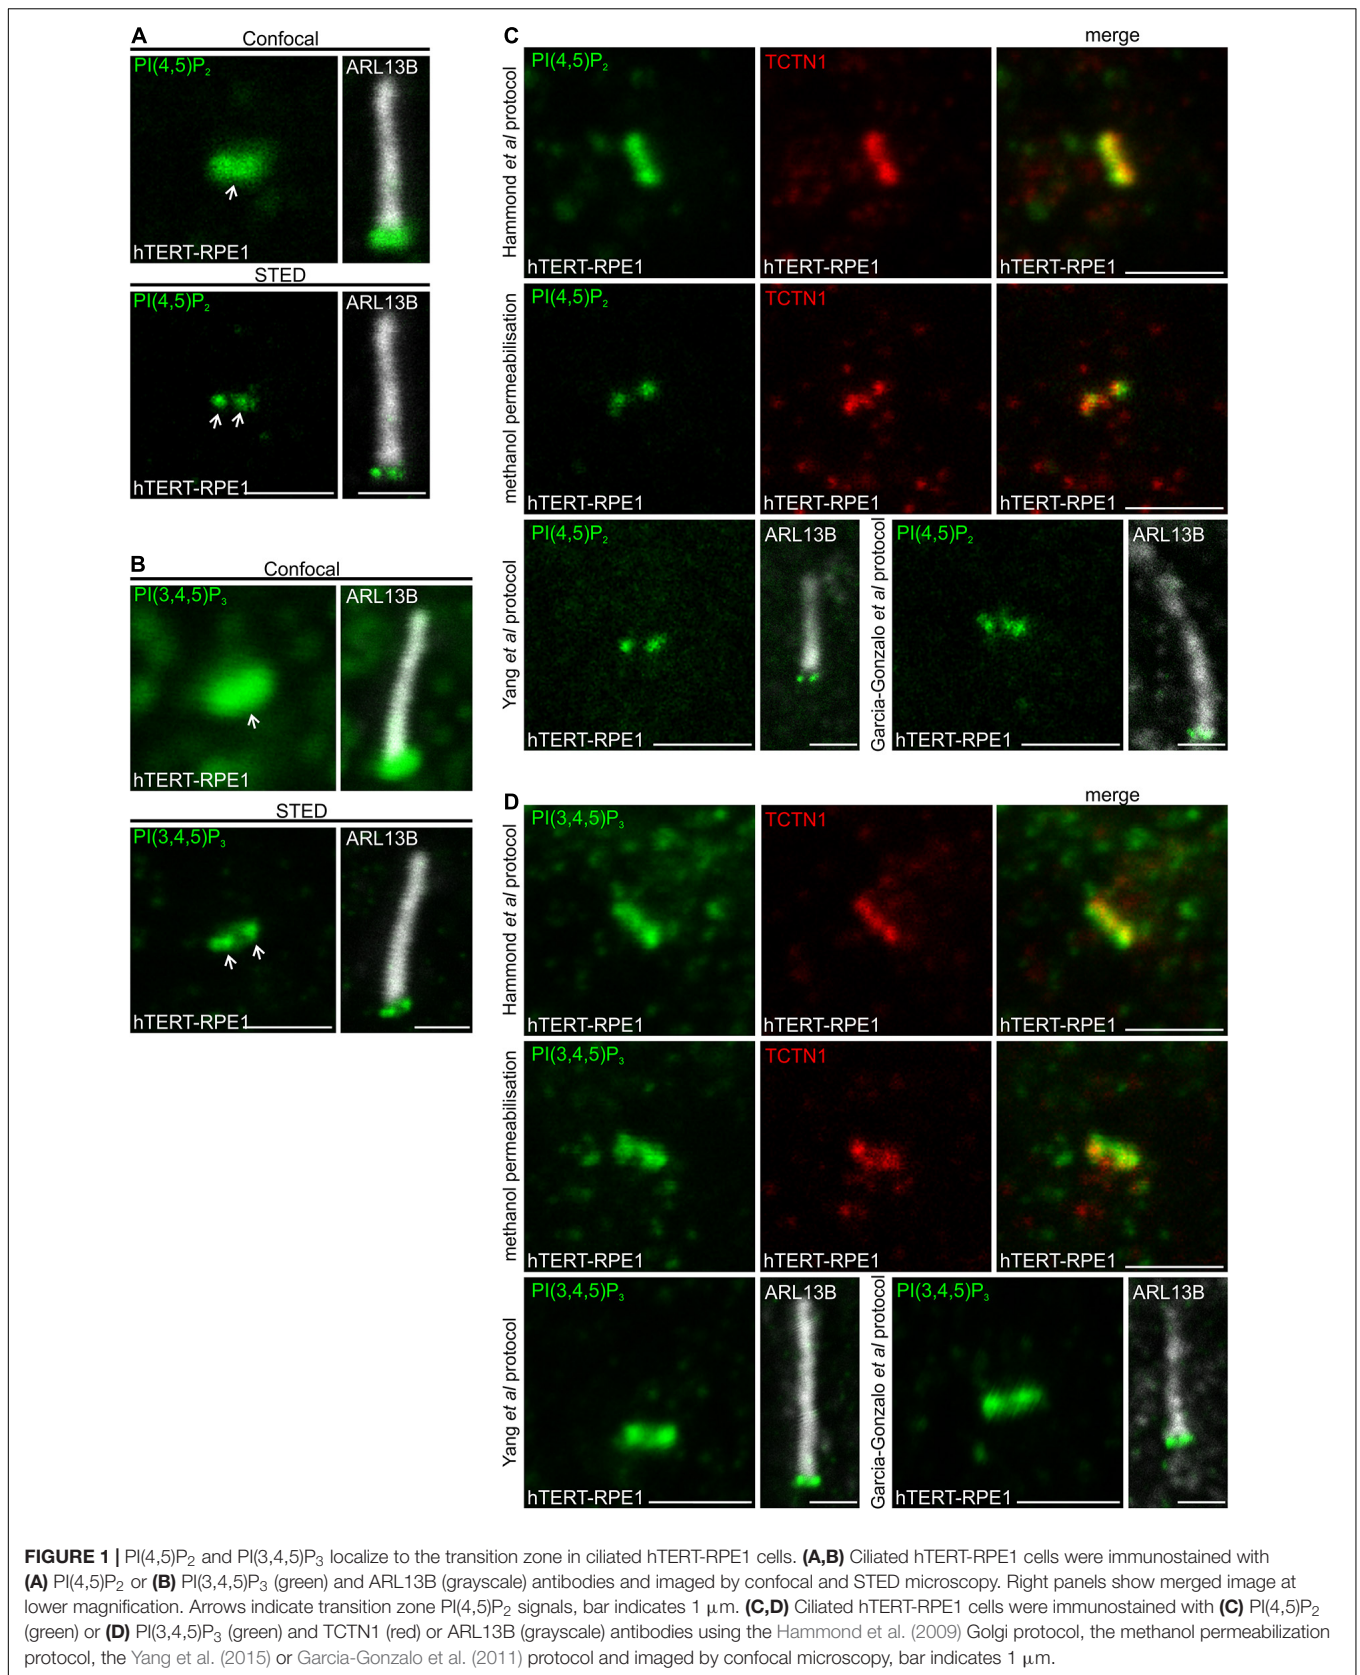 A
Confocal
PI(4,5)P2
ARL13B
hTERT-RPE1
STED
PI(4,5)P2
ARL13B
hTERT-RPE1
B
Confocal
PI(3,4,5)P3
ARL13B
hTERT-RPE1
STED
PI(3,4,5)P3
ARL13B
hTERT-RPE1
C
merge
Hammond et al protocol
PI(4,5)P2
TCTN1
hTERT-RPE1
hTERT-RPE1
hTERT-RPE1
methanol permeabilisation
PI(4,5)P2
TCTN1
hTERT-RPE1
hTERT-RPE1
hTERT-RPE1
Yang et al protocol
PI(4,5)P2
ARL13B
hTERT-RPE1
Garcia-Gonzalo et al protocol
PI(4,5)P2
ARL13B
hTERT-RPE1
D
merge
Hammond et al protocol
PI(3,4,5)P3
TCTN1
hTERT-RPE1
hTERT-RPE1
hTERT-RPE1
methanol permeabilisation
PI(3,4,5)P3
TCTN1
hTERT-RPE1
hTERT-RPE1
hTERT-RPE1
Yang et al protocol
PI(3,4,5)P3
ARL13B
hTERT-RPE1
Garcia-Gonzalo et al protocol
PI(3,4,5)P3
ARL13B
hTERT-RPE1
FIGURE 1 | PI(4,5)P2 and PI(3,4,5)P3 localize to the transition zone in ciliated hTERT-RPE1 cells. (A,B) Ciliated hTERT-RPE1 cells were immunostained with
(A) PI(4,5)P2 or (B) PI(3,4,5)P3 (green) and ARL13B (grayscale) antibodies and imaged by confocal and STED microscopy. Right panels show merged image at
lower magnification. Arrows indicate transition zone PI(4,5)P2 signals, bar indicates 1 μm. (C,D) Ciliated hTERT-RPE1 cells were immunostained with (C) PI(4,5)P2
(green) or (D) PI(3,4,5)P3 (green) and TCTN1 (red) or ARL13B (grayscale) antibodies using the Hammond et al. (2009) Golgi protocol, the methanol permeabilization
protocol, the Yang et al. (2015) or Garcia-Gonzalo et al. (2011) protocol and imaged by confocal microscopy, bar indicates 1 μm.